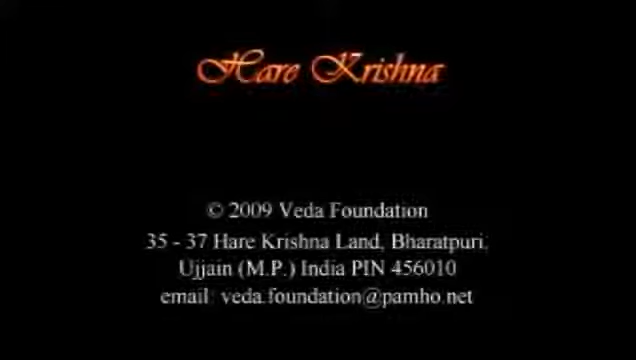 Hare Krishna
© 2009 Veda Foundation
35 - 37 Hare Krishna Land, Bharatpuri,
Ujjain (M.P.) India PIN 456010
email: veda.foundation@pamho.net